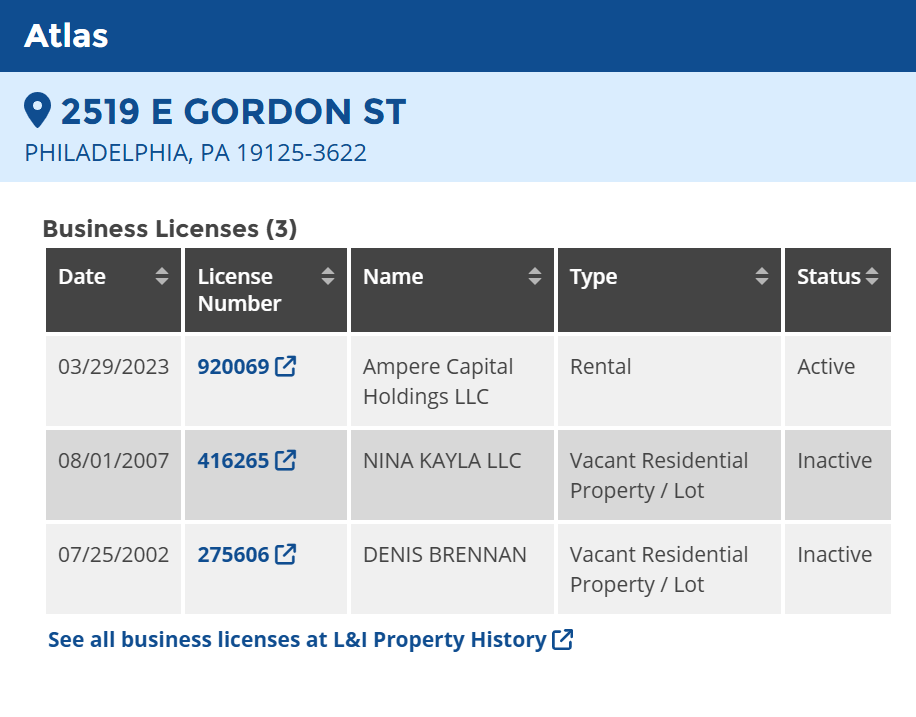 Atlas
2519 E GORDON ST
PHILADELPHIA, PA 19125-3622
Business Licenses (3)
Date License Number Name Type Status
03/29/2023 920069 Ampere Capital Holdings LLC Rental Active
08/01/2007 416265 NINA KAYLA LLC Vacant Residential Property / Lot Inactive
07/25/2002 275606 DENIS BRENNAN Vacant Residential Property / Lot Inactive
See all business licenses at L&I Property History